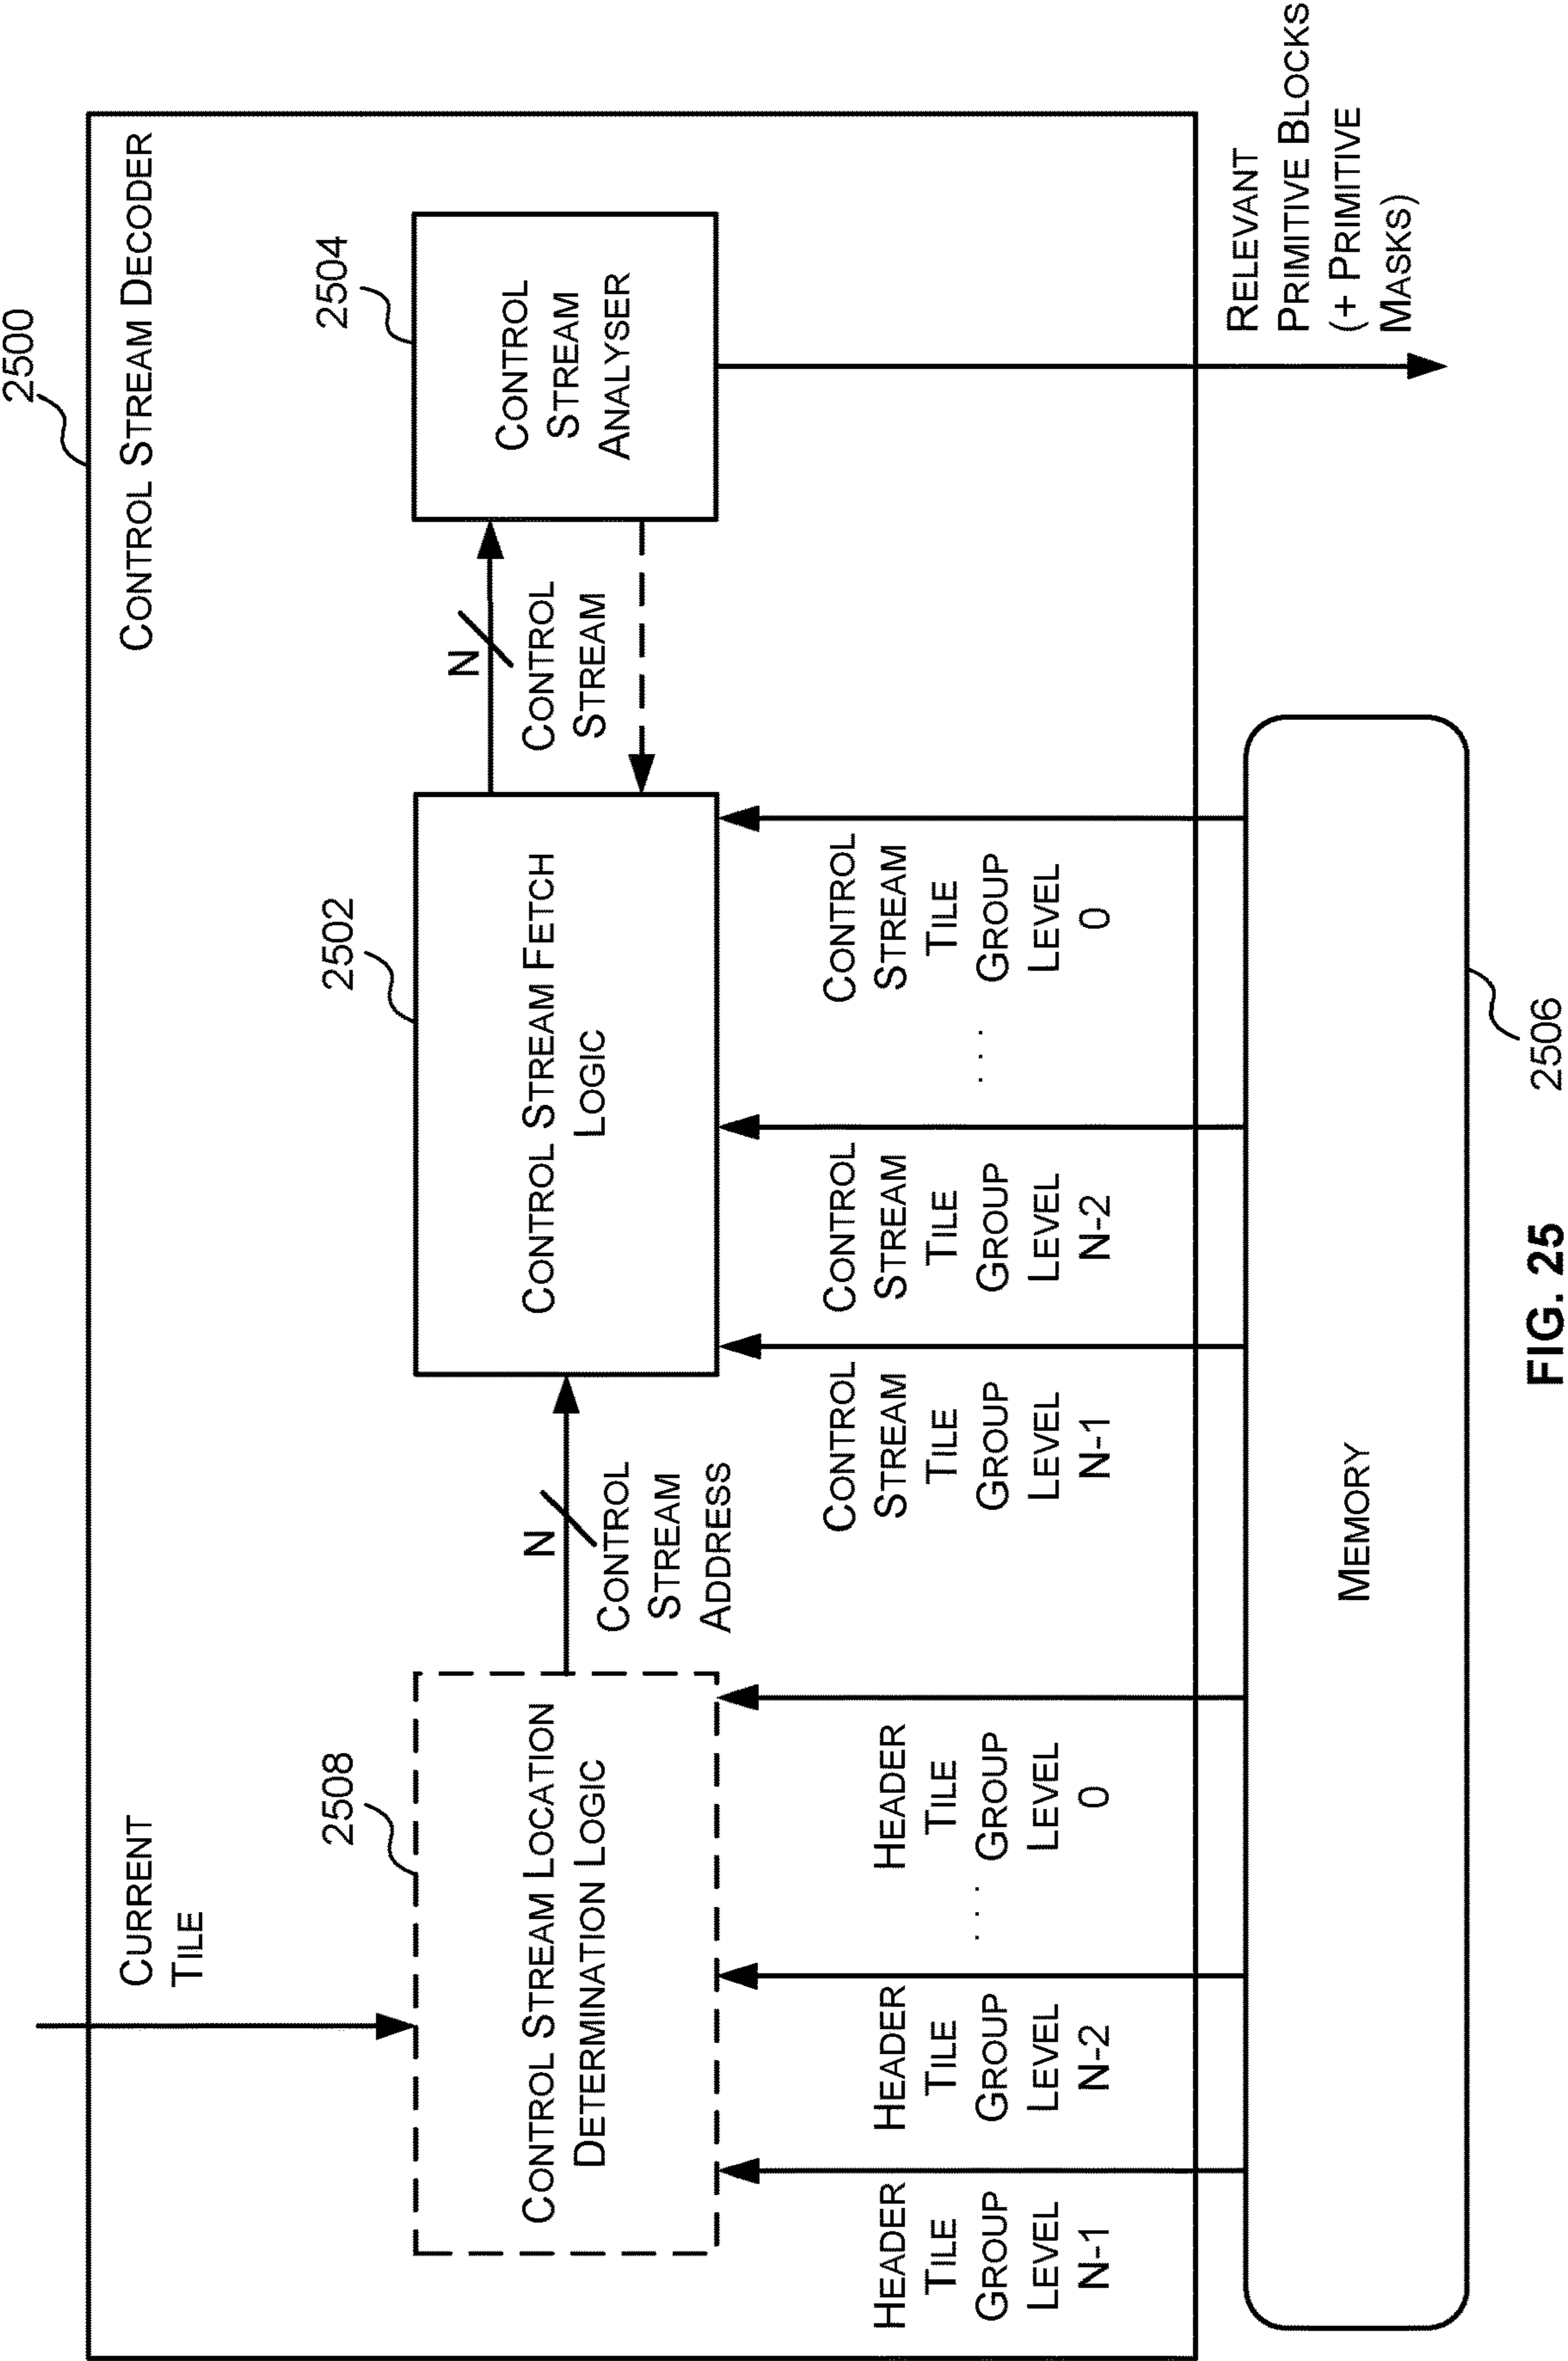 2500
CONTROL STREAM DECODER
CURRENT
TILE
2508
CONTROL STREAM LOCATION
DETERMINATION LOGIC
N
CONTROL
STREAM
ADDRESS
2502
CONTROL STREAM FETCH
LOGIC
N
CONTROL
STREAM
2504
CONTROL
STREAM
ANALYSER
HEADER
TILE
GROUP
LEVEL
N-1
HEADER
TILE
GROUP
LEVEL
N-2
...
HEADER
TILE
GROUP
LEVEL
0
CONTROL
STREAM
TILE
GROUP
LEVEL
N-1
CONTROL
STREAM
TILE
GROUP
LEVEL
N-2
...
CONTROL
STREAM
TILE
GROUP
LEVEL
0
RELEVANT
PRIMITIVE BLOCKS
(+ PRIMITIVE
MASKS)
MEMORY
2506
FIG. 25